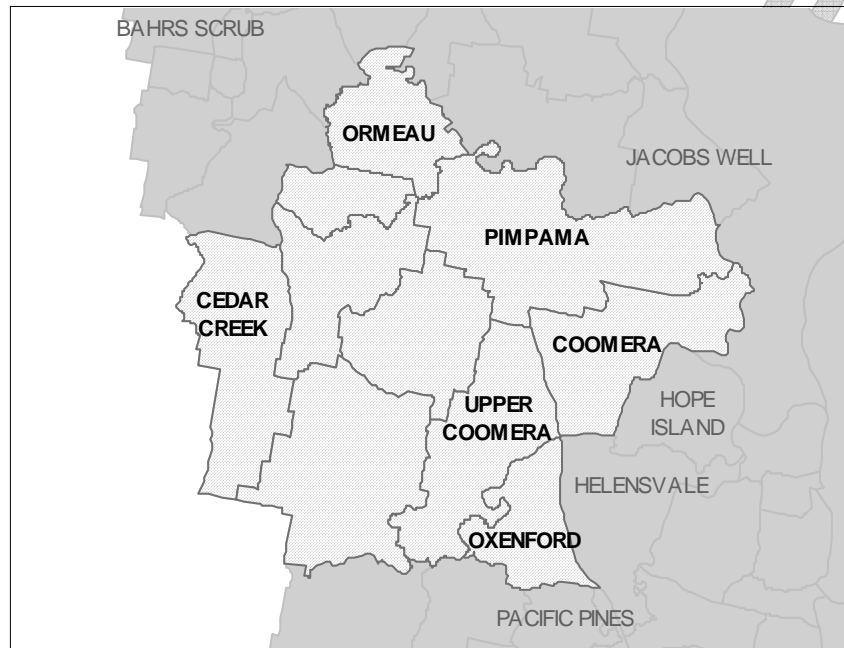 BAHRS SCRUB
ORMEAU
JACOBS WELL
PIMPAMA
CEDAR
CREEK
COOMERA
HOPE
ISLAND
UPPER
COOMERA
HELENSVALE
OXENFORD
PACIFIC PINES